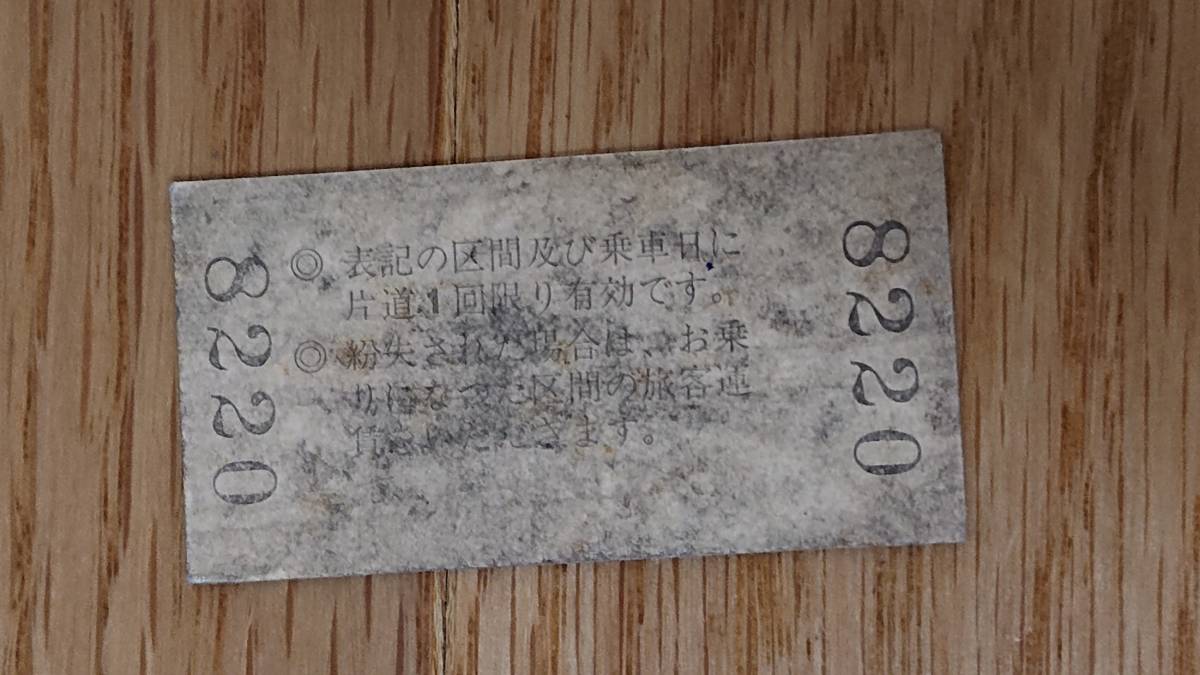 8220
◎ 表記の区間及び乗車日に
片道1回限り有効です。
◎ 紛失された場合は、お乗
りになつた区間の旅客運
賃をいただきます。
8220